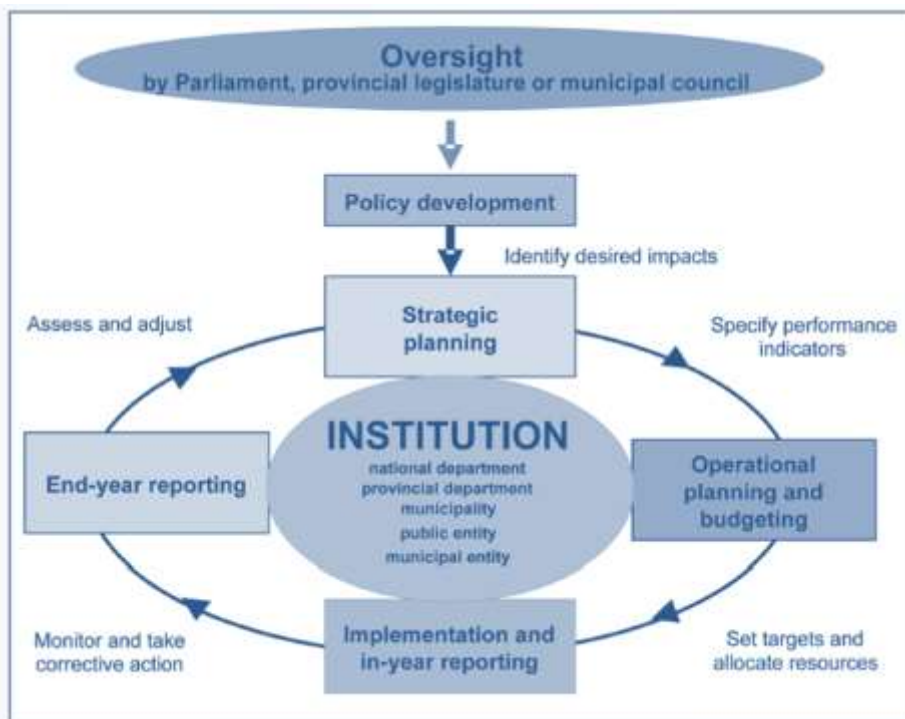 Oversight
by Parliament, provincial legislature or municipal council
Policy development
Identify desired impacts
Strategic
planning
Assess and adjust
Specify performance
indicators
INSTITUTION
national department
provincial department
municipality
public entity
municipal entity
End-year reporting
Operational
planning and
budgeting
Implementation and
in-year reporting
Monitor and take
corrective action
Set targets and
allocate resources